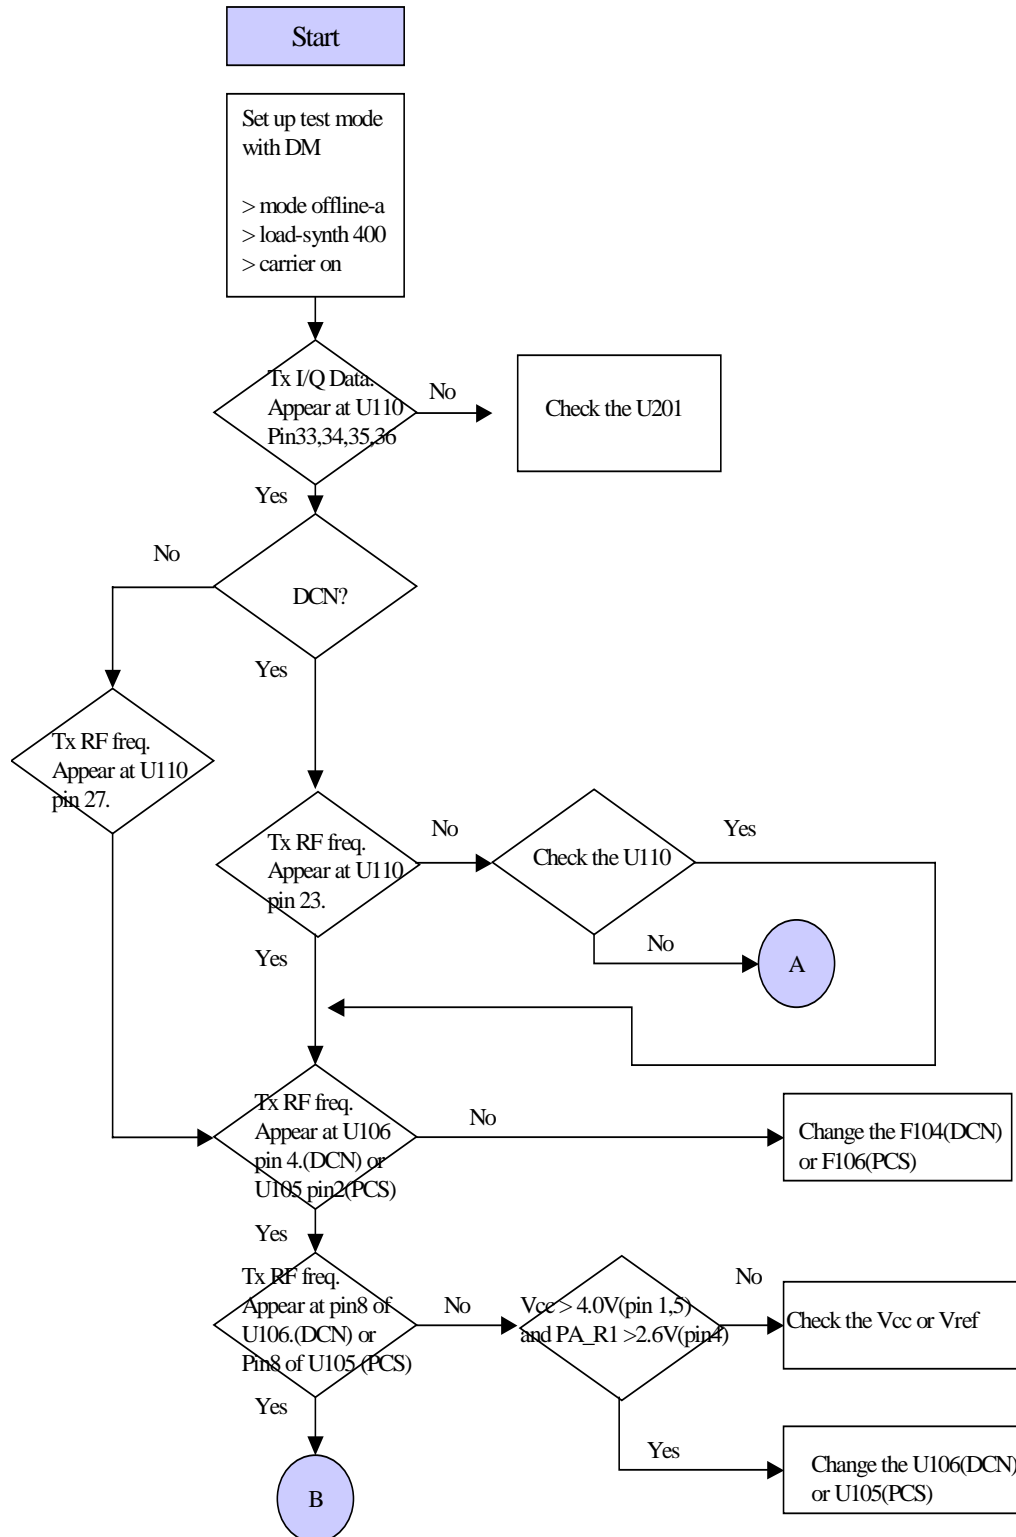 Start
Set up test mode
with DM
> mode offline-a
> load-synth 400
> carrier on
Tx I/Q Data.
Appear at U110
Pin33,34,35,36
No
Check the U201
Yes
No
DCN?
Yes
Tx RF freq.
Appear at U110
pin 27.
Tx RF freq.
Appear at U110
pin 23.
No
Check the U110
Yes
No
A
Yes
Tx RF freq.
Appear at U106
pin 4.(DCN) or
U105 pin2(PCS)
No
Change the F104(DCN)
or F106(PCS)
Yes
Tx RF freq.
Appear at pin8 of
U106.(DCN) or
Pin8 of U105 (PCS)
No
Vcc > 4.0V(pin 1,5)
and PA_R1 >2.6V(pin4)
No
Check the Vcc or Vref
Yes
Yes
Change the U106(DCN)
or U105(PCS)
B